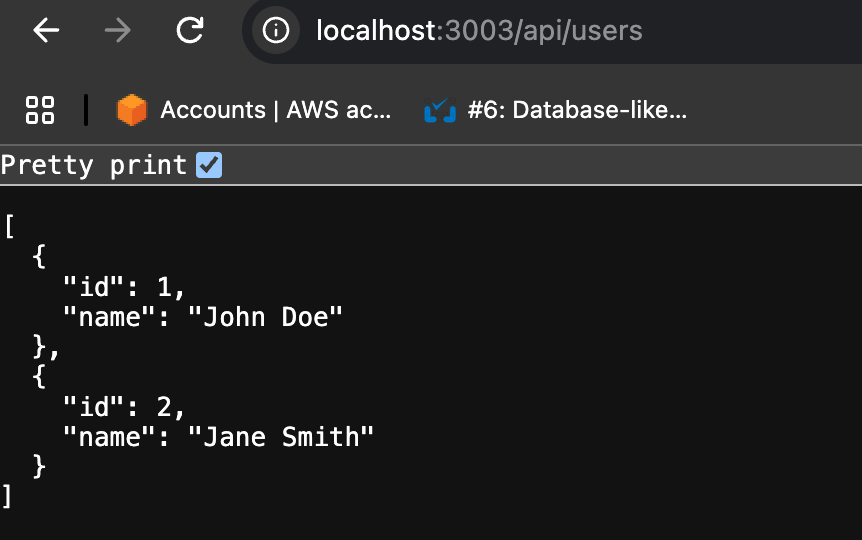 localhost:3003/api/users
Accounts | AWS ac... #6: Database-like...
Pretty print
[
  {
    "id": 1,
    "name": "John Doe"
  },
  {
    "id": 2,
    "name": "Jane Smith"
  }
]